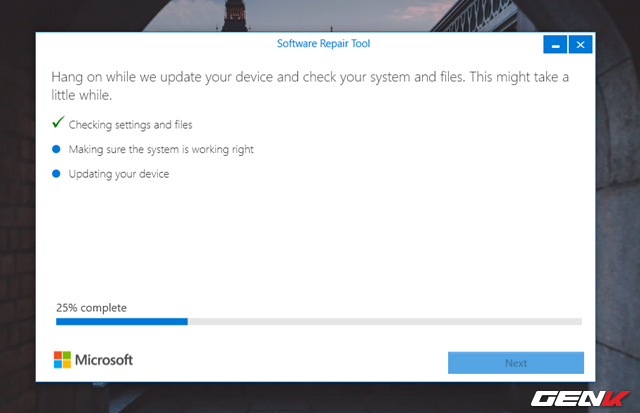 Software Repair Tool
Hang on while we update your device and check your system and files. This might take a
little while.
Checking settings and files
Making sure the system is working right
Updating your device
25% complete
Microsoft
Next
GENK